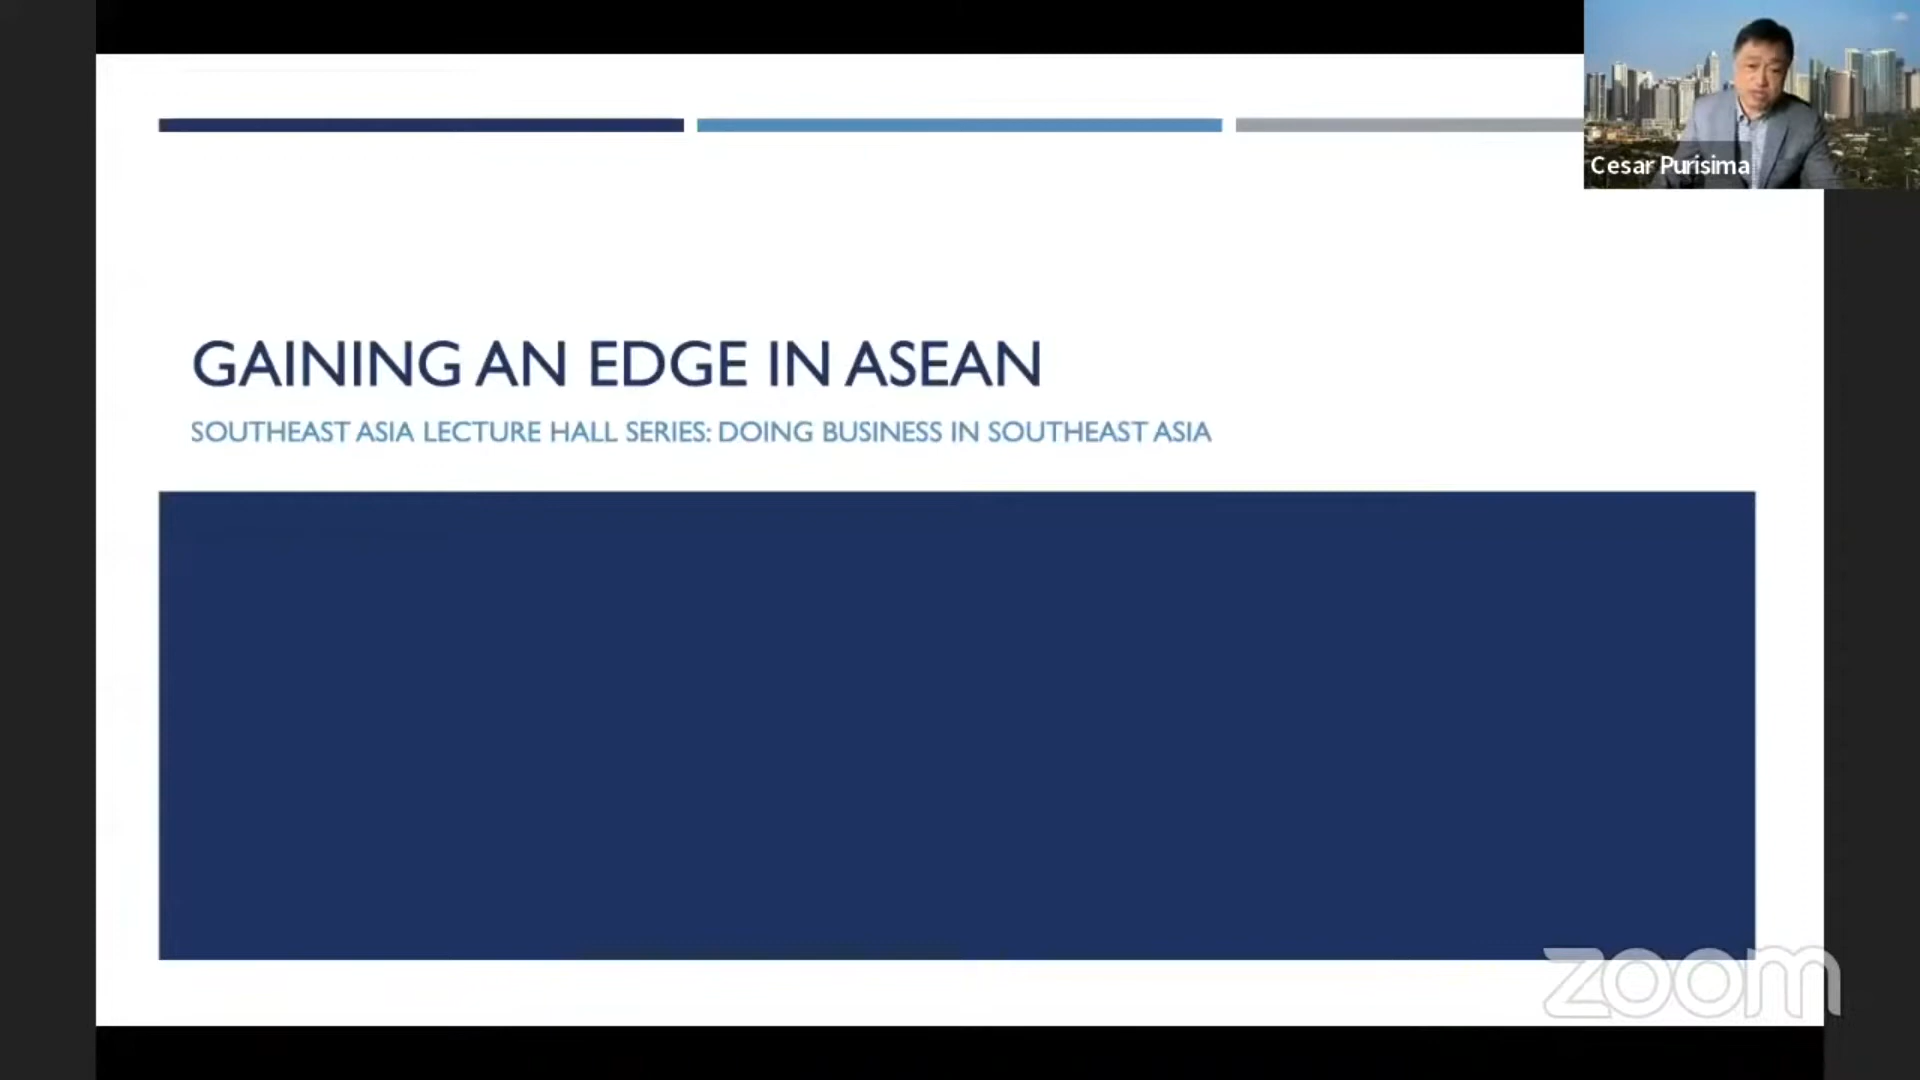 Cesar Purisima
GAINING AN EDGE IN ASEAN
SOUTHEAST ASIA LECTURE HALL SERIES: DOING BUSINESS IN SOUTHEAST ASIA
zoom